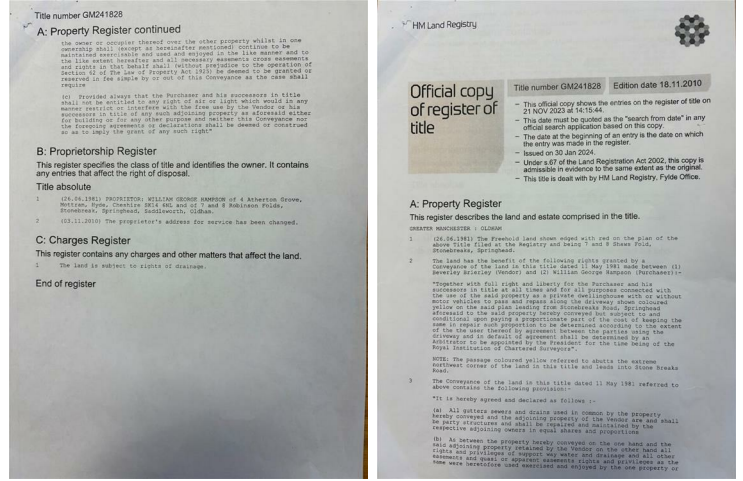 Title number GM241828
A: Property Register continued
the owner or occupier thereof over the other property whilst in one
ownership shall (except as hereinafter mentioned) continue to be
maintained exercisable and used and enjoyed in the like manner and to
the like extent hereafter and all necessary easements cross easements
and rights in that behalf shall (without prejudice to the operation of
Section 62 of The Law of Property Act 1925) be deemed to be granted or
reserved in fee simple by or out of this Conveyance as the case shall
require
(c) Provided always that the Purchaser and his successors in title
shall not be entitled to any right of air or light which would in any
manner restrict or interfere with the free use by the Vendor or his
successors in title of any such adjoining property as aforesaid either
for building or for any other purpose and neither this Conveyance nor
the foregoing agreements or declarations shall be deemed or construed
so as to imply the grant of any such right"
B: Proprietorship Register
This register specifies the class of title and identifies the owner. It contains
any entries that affect the right of disposal.
Title absolute
1 (26.06.1981) PROPRIETOR: WILLIAM GEORGE HAMPSON of 4 Atherton Grove,
Mottram, Hyde, Cheshire SK14 6NL and of 7 and 8 Robinson Folds,
Stonebreak, Springhead, Saddleworth, Oldham.
2 (03.11.2010) The proprietor's address for service has been changed.
C: Charges Register
This register contains any charges and other matters that affect the land.
1 The land is subject to rights of drainage.
End of register
HM Land Registry
Official copy
of register of
title
Title number GM241828 Edition date 18.11.2010
– This official copy shows the entries on the register of title on
21 NOV 2023 at 14:15:44.
– This date must be quoted as the "search from date" in any
official search application based on this copy.
– The date at the beginning of an entry is the date on which
the entry was made in the register.
– Issued on 30 Jan 2024.
– Under s.67 of the Land Registration Act 2002, this copy is
admissible in evidence to the same extent as the original.
– This title is dealt with by HM Land Registry, Fylde Office.
A: Property Register
This register describes the land and estate comprised in the title.
GREATER MANCHESTER : OLDHAM
1 (26.06.1981) The Freehold land shown edged with red on the plan of the
above Title filed at the Registry and being 7 and 8 Shaws Fold,
Stonebreaks, Springhead.
2 The land has the benefit of the following rights granted by a
Conveyance of the land in this title dated 11 May 1981 made between (1)
Beverley Brierley (Vendor) and (2) William George Hampson (Purchaser):-
"Together with full right and liberty for the Purchaser and his
successors in title at all times and for all purposes connected with
the use of the said property as a private dwellinghouse with or without
motor vehicles to pass and repass along the driveway shown coloured
yellow on the said plan leading from Stonebreaks Road, Springhead
aforesaid to the said property hereby conveyed but subject to and
conditional upon paying a proportionate part of the cost of keeping the
same in repair such proportion to be determined according to the extent
of the the user thereof by agreement between the parties using the
driveway and in default of agreement shall be determined by an
Arbitrator to be appointed by the President for the time being of the
Royal Institution of Chartered Surveyors".
NOTE: The passage coloured yellow referred to abutts the extreme
northwest corner of the land in this title and leads into Stone Breaks
Road.
3 The Conveyance of the land in this title dated 11 May 1981 referred to
above contains the following provision:-
"It is hereby agreed and declared as follows :-
(a) All gutters sewers and drains used in common by the property
hereby conveyed and the adjoining property of the Vendor are and shall
be party structures and shall be repaired and maintained by the
respective adjoining owners in equal shares and proportions
(b) As between the property hereby conveyed on the one hand and the
said adjoining property retained by the Vendor on the other hand all
rights and privileges of support way water and drainage and all other
easements and quasi or apparent easements rights and privileges as the
same were heretofore used exercised and enjoyed by the one property or